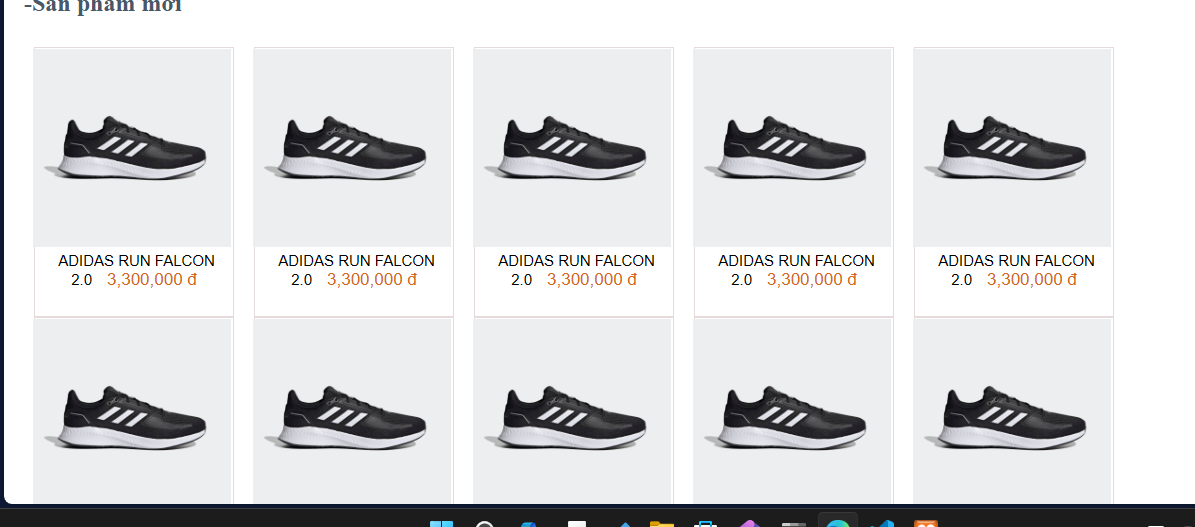 -Sản phẩm mới
ADIDAS RUN FALCON
2.0 3,300,000 đ
ADIDAS RUN FALCON
2.0 3,300,000 đ
ADIDAS RUN FALCON
2.0 3,300,000 đ
ADIDAS RUN FALCON
2.0 3,300,000 đ
ADIDAS RUN FALCON
2.0 3,300,000 đ